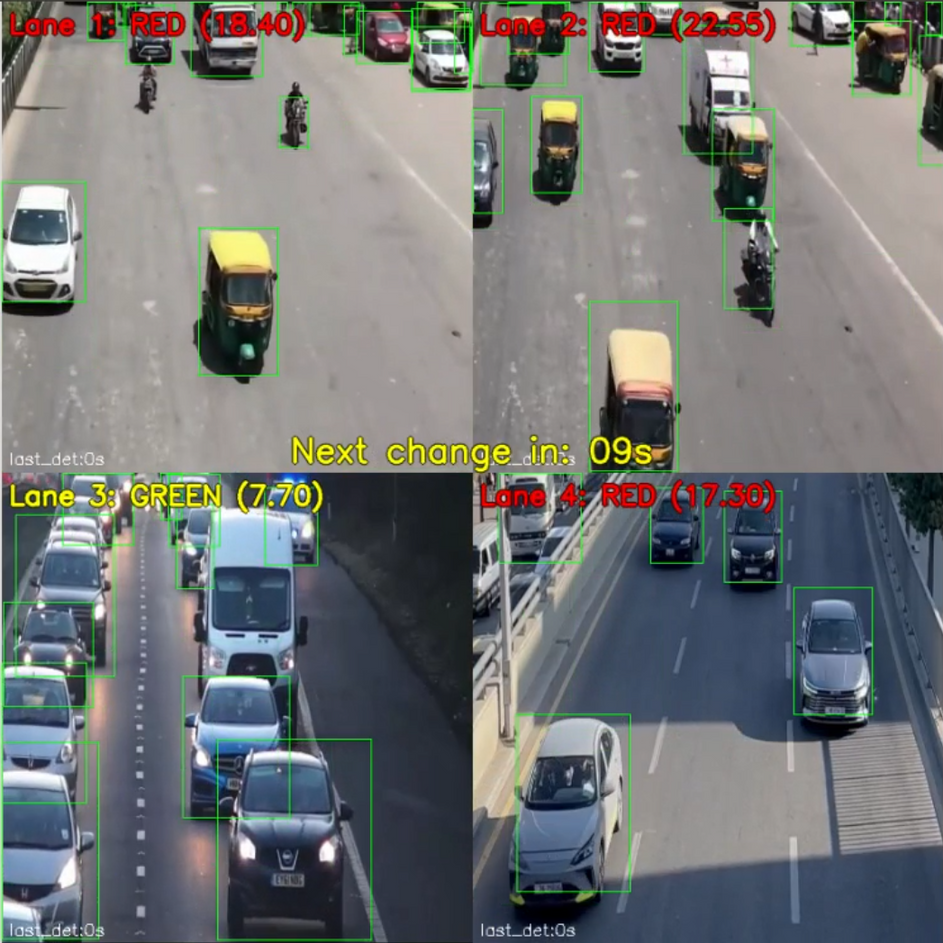 Lane 1: RED (18.40)
Lane 2: RED (22.55)
Next change in: 09s
last_det:0s
last_det:0s
Lane 3: GREEN (7.70)
Lane 4: RED (17.30)
last_det:0s
last_det:0s